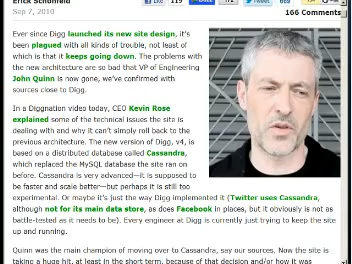 Erick Schonfeld
Like 119
772
Tweet 669
Sep 7, 2010
166 Comments
Ever since Digg launched its new site design, it's
been plagued with all kinds of trouble, not least of
which is that it keeps going down. The problems with
the new architecture are so bad that VP of Engineering
John Quinn is now gone, we've confirmed with
sources close to Digg.
In a Diggnation video today, CEO Kevin Rose
explained some of the technical issues the site is
dealing with and why it can't simply roll back to the
previous architecture. The new version of Digg, v4, is
based on a distributed database called Cassandra,
which replaced the MySQL database the site ran on
before. Cassandra is very advanced—it is supposed to
be faster and scale better—but perhaps it is still too
experimental. Or maybe it's just the way Digg implemented it (Twitter uses Cassandra,
although not for its main data store, as does Facebook in places, but it obviously is not as
battle-tested as it needs to be). Every engineer at Digg is currently just trying to keep the site
up and running.
Quinn was the main champion of moving over to Cassandra, say our sources. Now the site is
taking a huge hit, at least in the short term, because of that decision and/or how it was